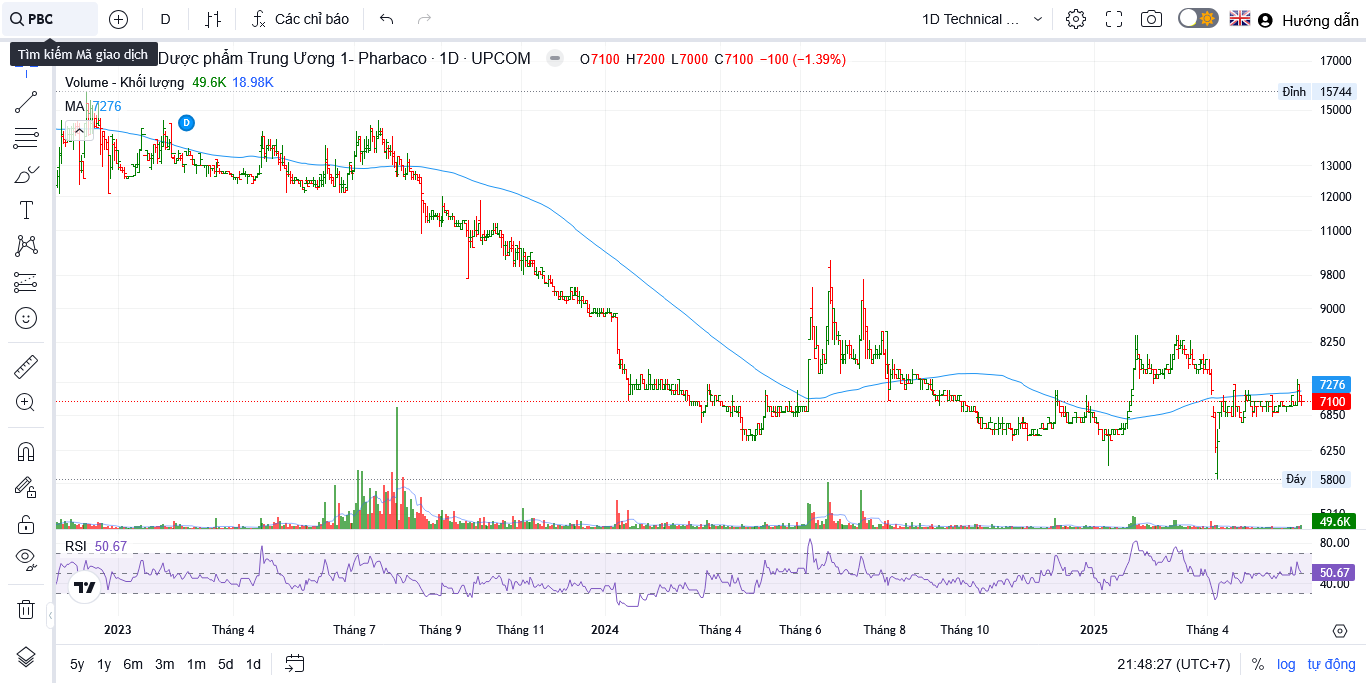 PBC D Các chỉ báo 1D Technical ... Hướng dẫn
Tìm kiếm Mã giao dịch
Dược phẩm Trung Ương 1- Pharbaco · 1D · UPCOM O7100 H7200 L7000 C7100 −100 (−1.39%)
Volume - Khối lượng 49.6K 18.98K
MA 7276
D
17000
Đỉnh 15744
15000
13000
12000
11000
9800
9000
8250
7276
7100
6850
6250
Đáy 5800
49.6K
RSI 50.67
80.00
50.67
40.00
2023 Tháng 4 Tháng 7 Tháng 9 Tháng 11 2024 Tháng 4 Tháng 6 Tháng 8 Tháng 10 2025 Tháng 4
5y 1y 6m 3m 1m 5d 1d 21:48:27 (UTC+7) % log tự động